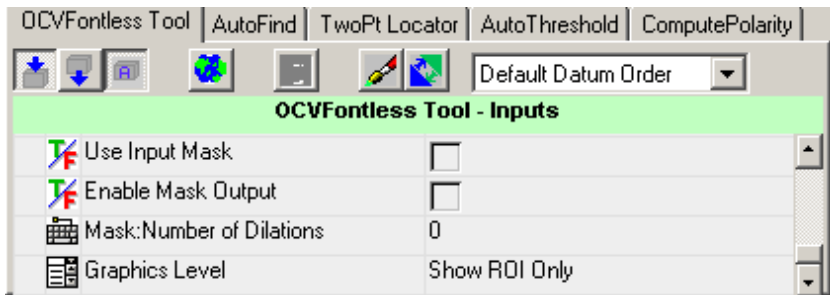 OCVFontless Tool AutoFind TwoPt Locator AutoThreshold ComputePolarity
A Default Datum Order
OCVFontless Tool - Inputs
T/F Use Input Mask
T/F Enable Mask Output
Mask:Number of Dilations 0
Graphics Level Show ROI Only